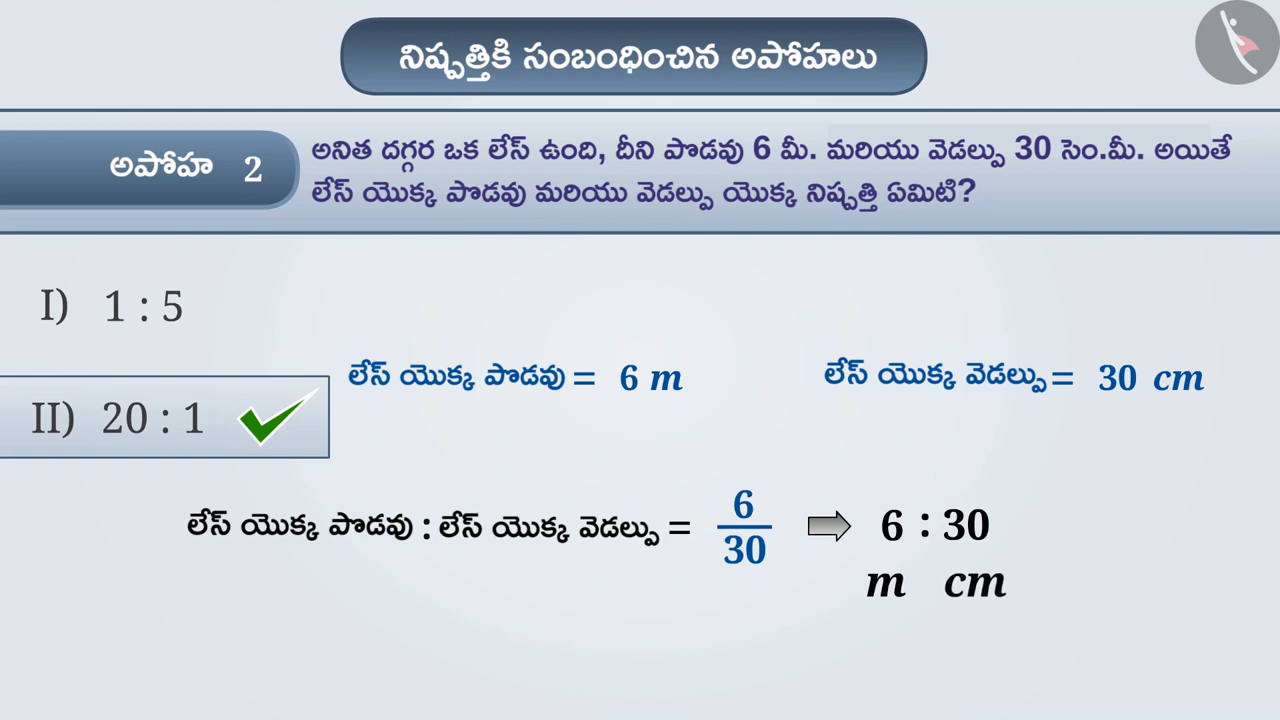 నిష్పత్తికి సంబంధించిన అపోహలు
అపోహ 2
అనిత దగ్గర ఒక లేస్ ఉంది, దీని పొడవు 6 మీ. మరియు వెడల్పు 30 సెం.మీ. అయితే
లేస్ యొక్క పొడవు మరియు వెడల్పు యొక్క నిష్పత్తి ఏమిటి?
I) 1 : 5
లేస్ యొక్క పొడవు = 6 m
లేస్ యొక్క వెడల్పు = 30 cm
II) 20 : 1
లేస్ యొక్క పొడవు : లేస్ యొక్క వెడల్పు = 6/30 ⇨ 6 : 30
m cm